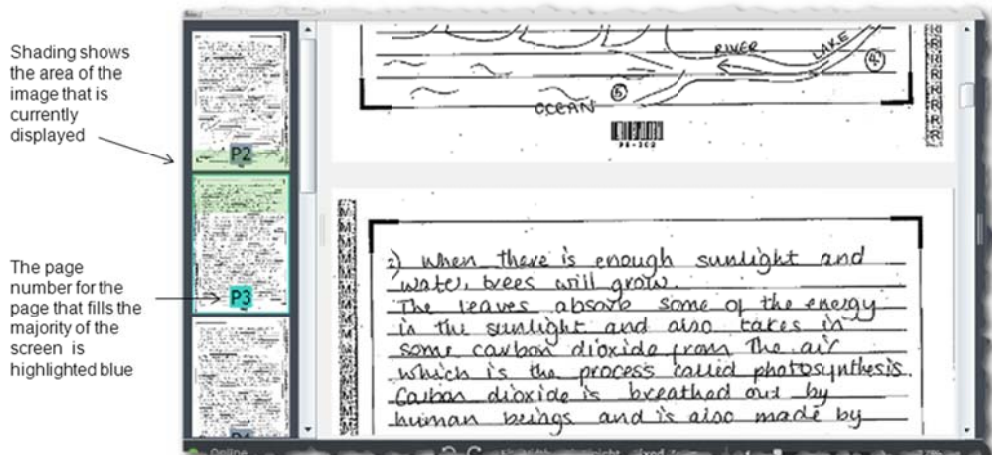 Shading shows
the area of the
image that is
currently
displayed
P2
The page
number for the
page that fills the
majority of the
screen is
highlighted blue
P3
RIVER
LAKE
4
5
OCEAN
2) when there is enough sunlight and
water, trees will grow.
The leaves absorb some of the energy
in the sunlight and also takes in
some carbon dioxide from the air
which is the process called photosynthesis.
Carbon dioxide is breathed out by
human beings and is also made by
Online